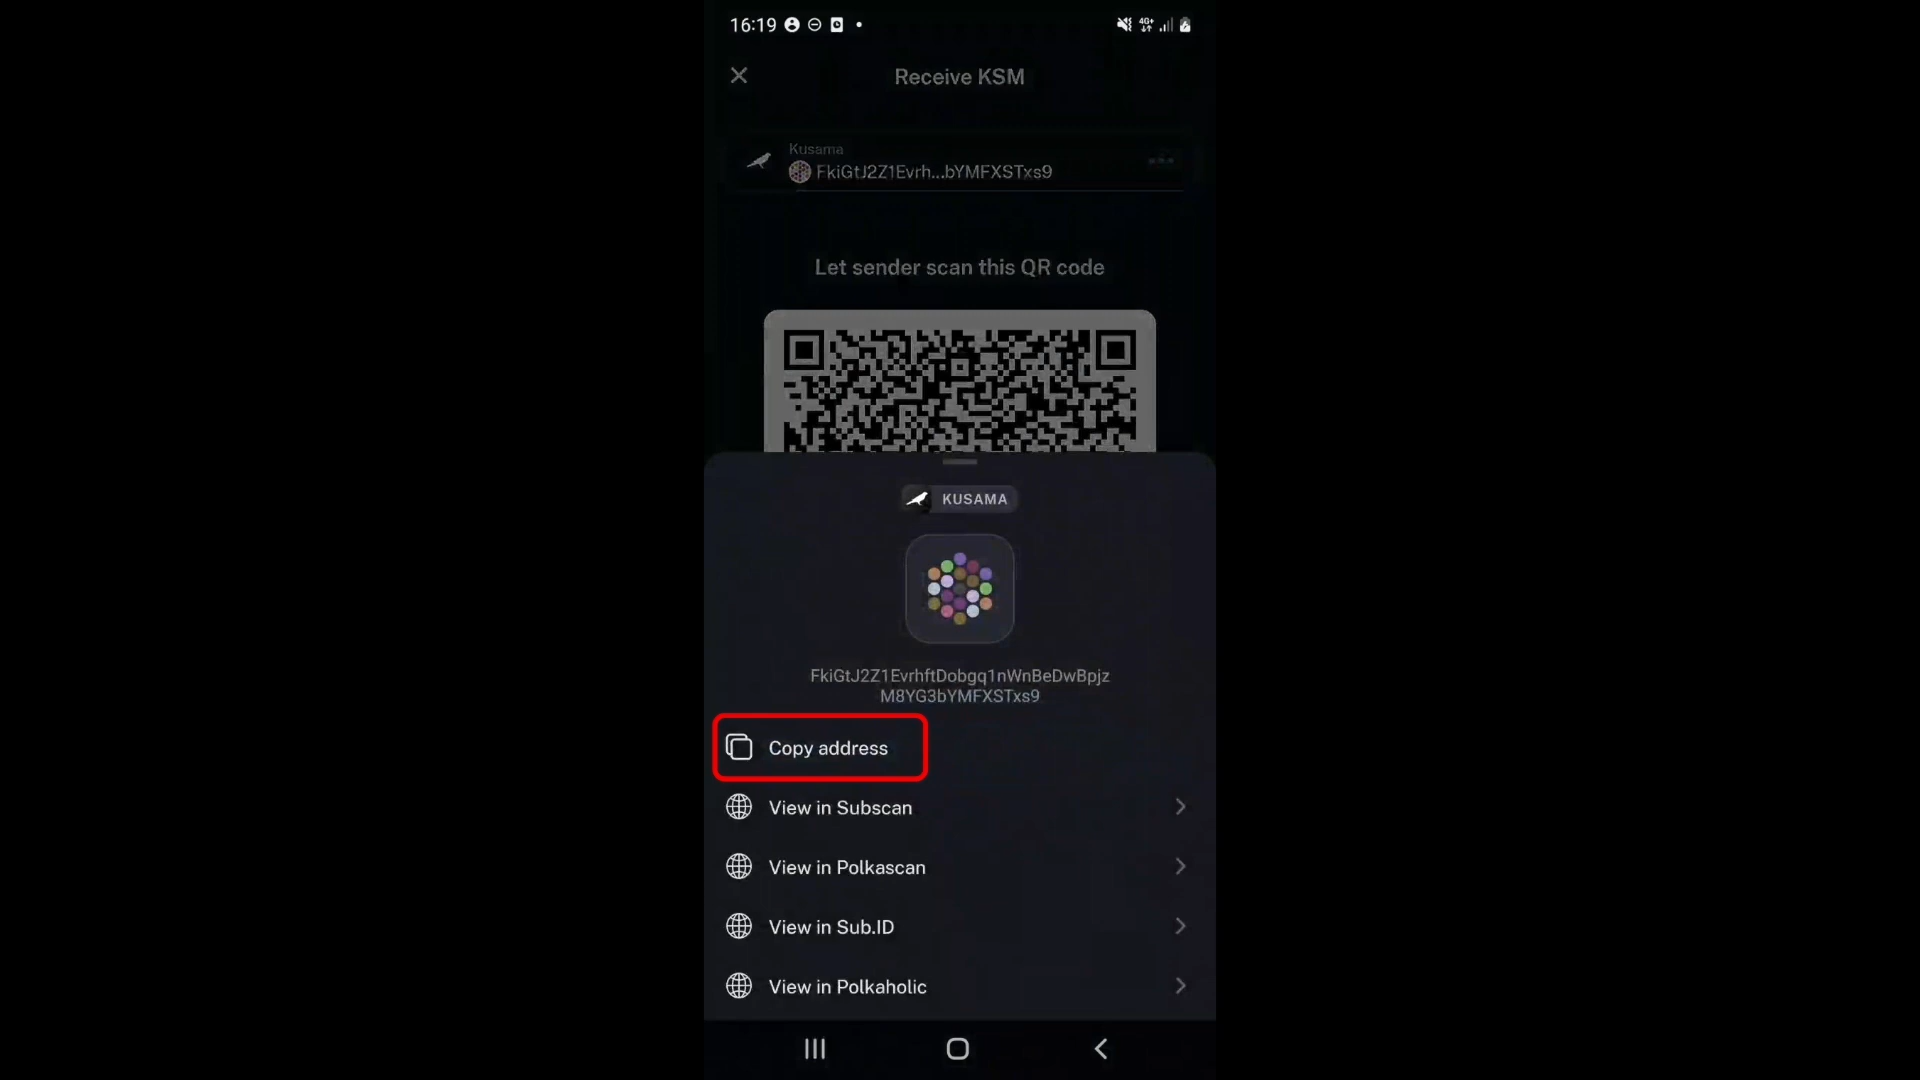 16:19
4G+
Receive KSM
Kusama
FkiGtJ2Z1Evrh...bYMFXSTxs9
Let sender scan this QR code
KUSAMA
FkiGtJ2Z1EvrhftDobgq1nWnBeDwBpjz
M8YG3bYMFXSTxs9
Copy address
View in Subscan
View in Polkascan
View in Sub.ID
View in Polkaholic